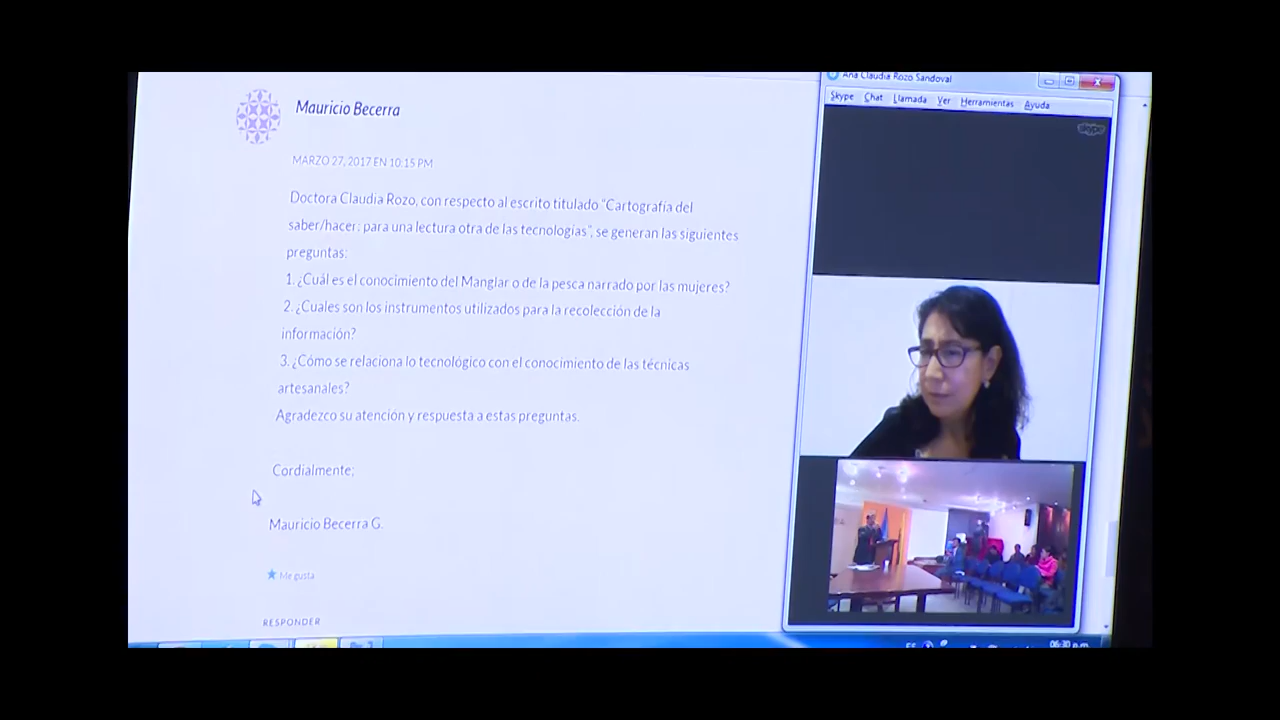 Mauricio Becerra
MARZO 27, 2017 EN 10:15 PM
Doctora Claudia Rozo, con respecto al escrito titulado "Cartografía del
saber/hacer: para una lectura otra de las tecnologías", se generan las siguientes
preguntas:
1. ¿Cuál es el conocimiento del Manglar o de la pesca narrado por las mujeres?
2. ¿Cuales son los instrumentos utilizados para la recolección de la
información?
3. ¿Cómo se relaciona lo tecnológico con el conocimiento de las técnicas
artesanales?
Agradezco su atención y respuesta a estas preguntas.
Cordialmente;
Mauricio Becerra G.
Me gusta
RESPONDER
Ana Claudia Rozo Sandoval
Skype Chat Llamada Ver Herramientas Ayuda
skype
ES
06:30 p.m.